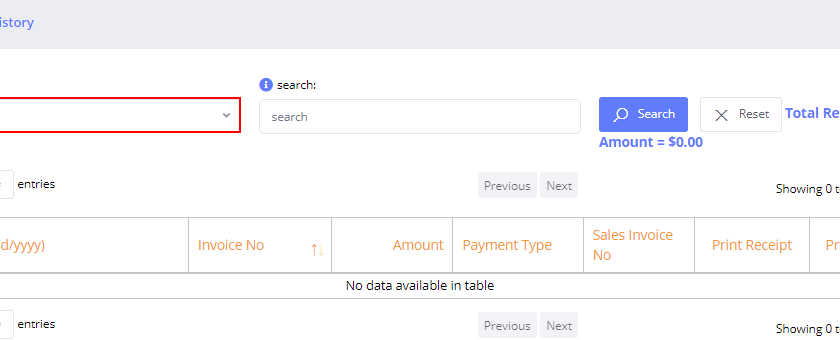 istory
search:
search
Search
Reset
Total Re
Amount = $0.00
entries
Previous
Next
Showing 0 t
d/yyyy)
Invoice No
Amount
Payment Type
Sales Invoice
No
Print Receipt
Pr
No data available in table
entries
Previous
Next
Showing 0 t